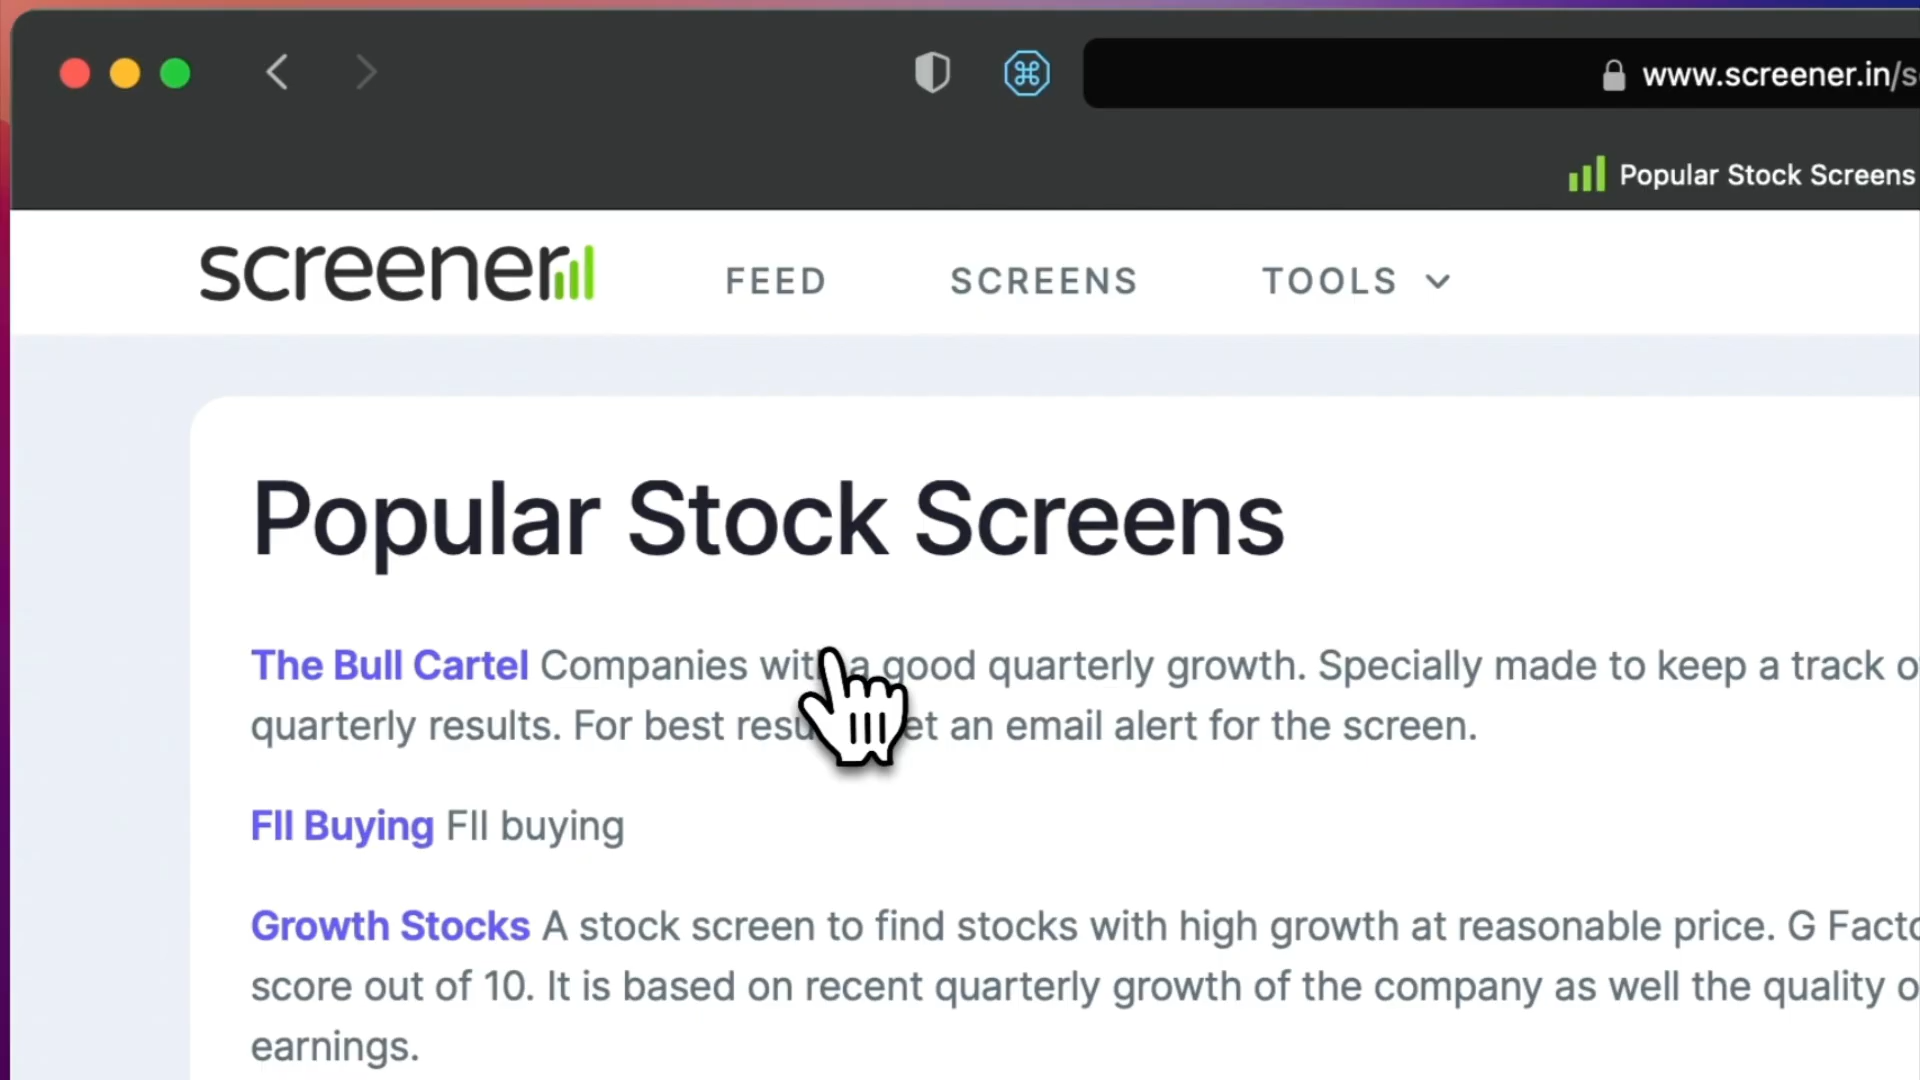 www.screener.in/s
Popular Stock Screens
screener
FEED SCREENS TOOLS
Popular Stock Screens
The Bull Cartel Companies with a good quarterly growth. Specially made to keep a track o
quarterly results. For best an email alert for the screen.
FII Buying FII buying
Growth Stocks A stock screen to find stocks with high growth at reasonable price. G Facto
score out of 10. It is based on recent quarterly growth of the company as well the quality o
earnings.